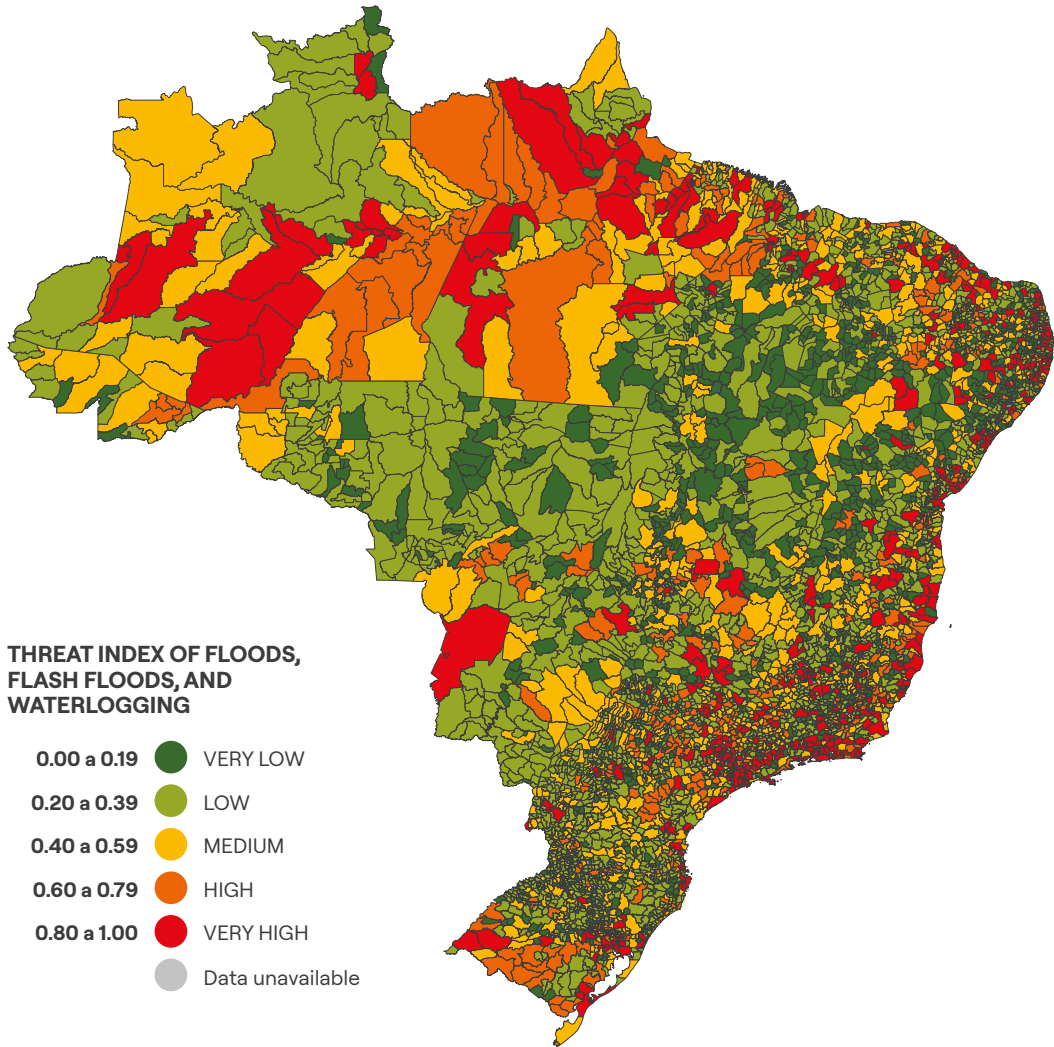 THREAT INDEX OF FLOODS,
FLASH FLOODS, AND
WATERLOGGING
0.00 a 0.19 VERY LOW
0.20 a 0.39 LOW
0.40 a 0.59 MEDIUM
0.60 a 0.79 HIGH
0.80 a 1.00 VERY HIGH
Data unavailable